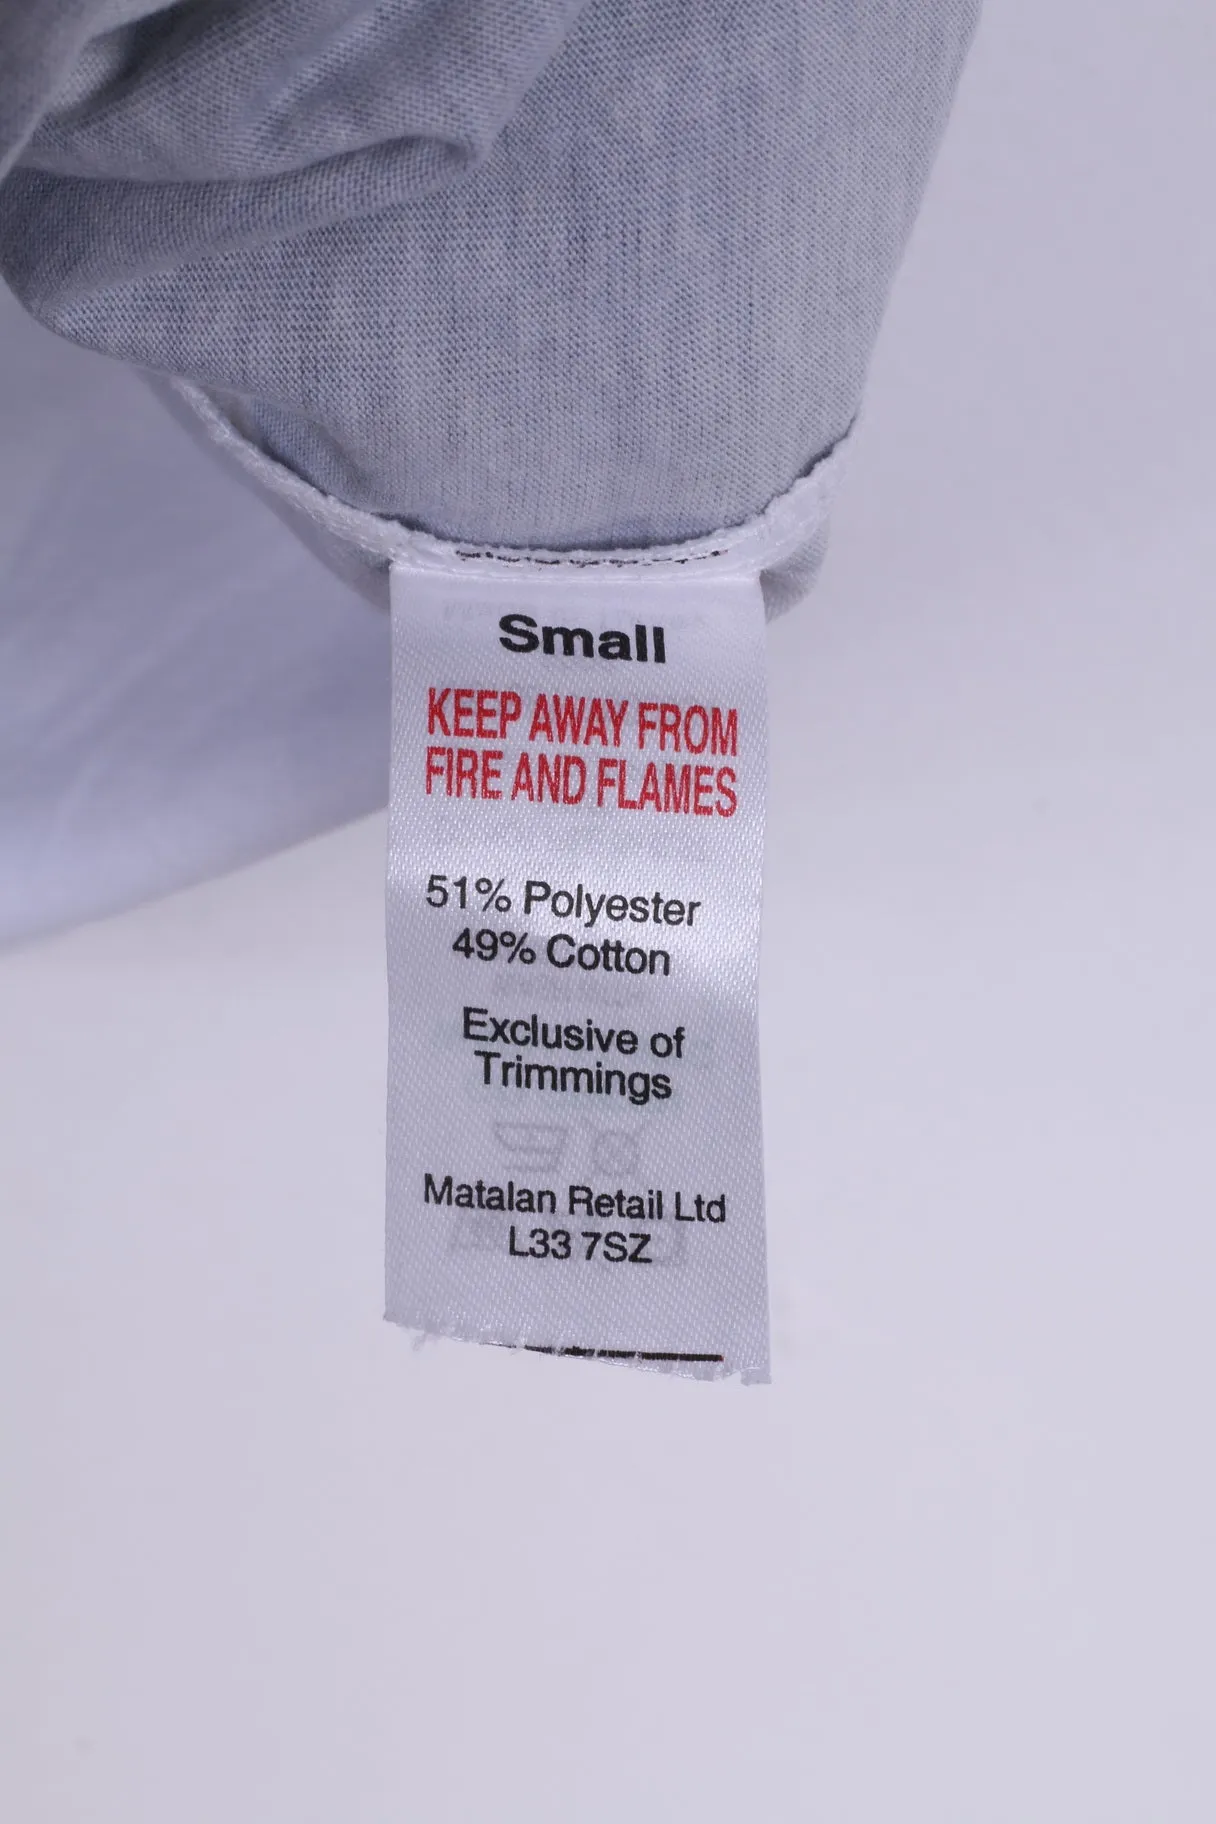 Small
KEEP AWAY FROM
FIRE AND FLAMES
51% Polyester
49% Cotton
Exclusive of
Trimmings
Matalan Retail Ltd
L33 7SZ